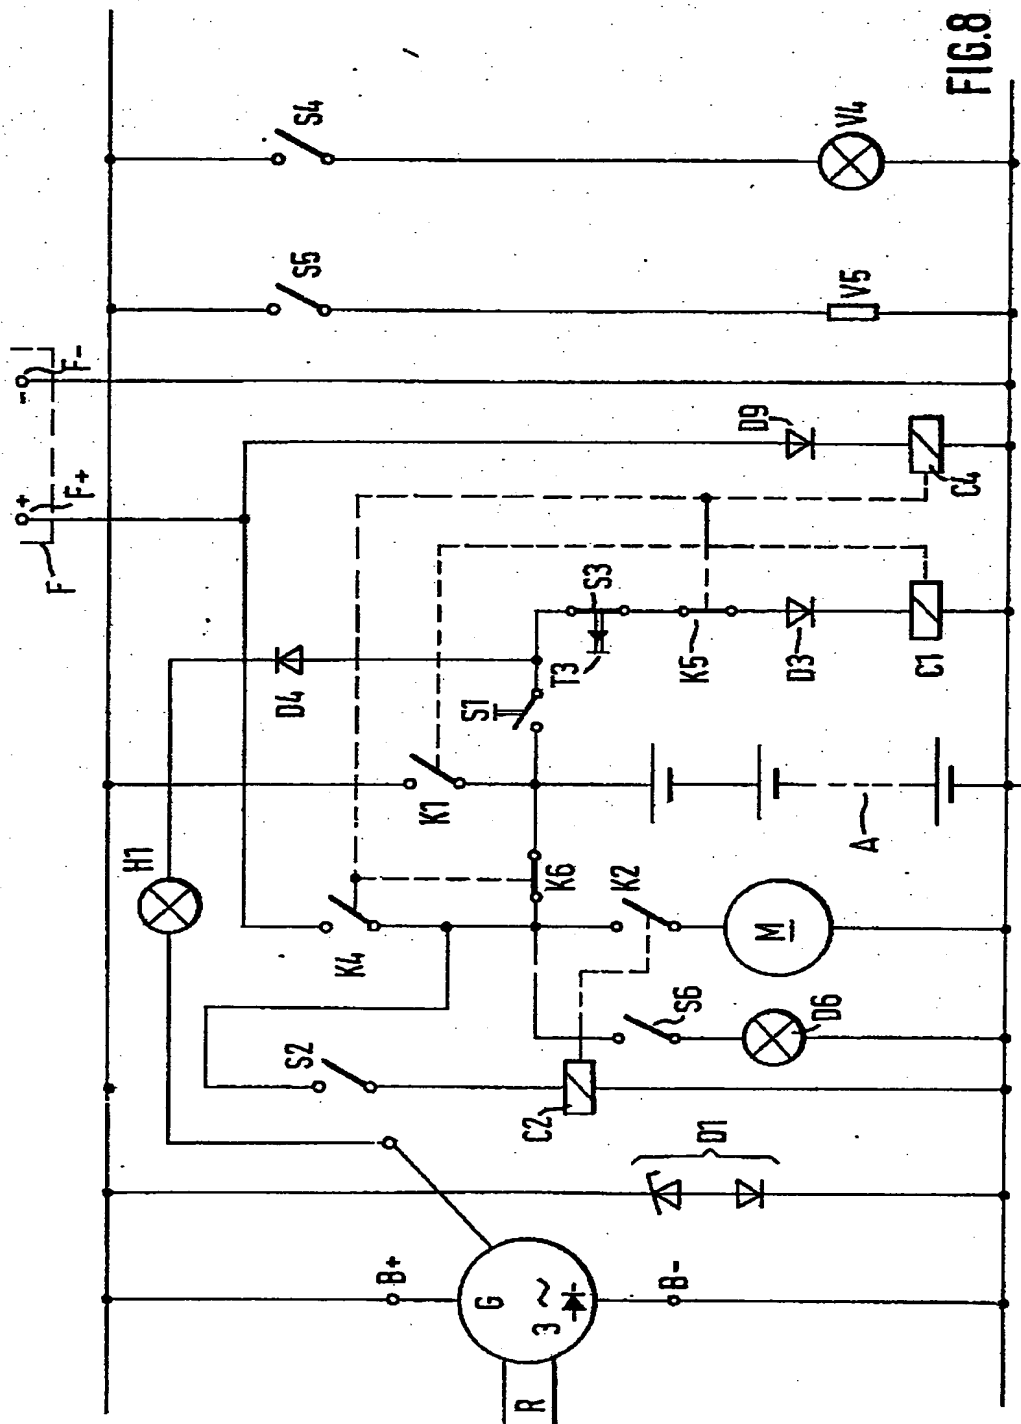 FIG.8
F
F+
+
F-
-
H1
D4
S5
S4
K4
K1
S1
T3
S3
D9
S2
K6
K5
D3
C2
K2
S6
C1
C4
V5
V4
M
D6
A
D1
B+
G
3 ~
B-
R